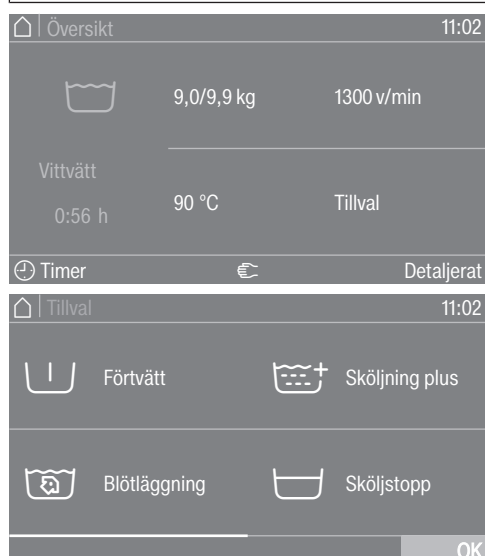 Översikt 11:02
9,0/9,9 kg 1300 v/min
Vittvätt
0:56 h
90 °C Tillval
Timer Detaljerat
Tillval 11:02
Förtvätt Sköljning plus
Blötläggning Sköljstopp
OK